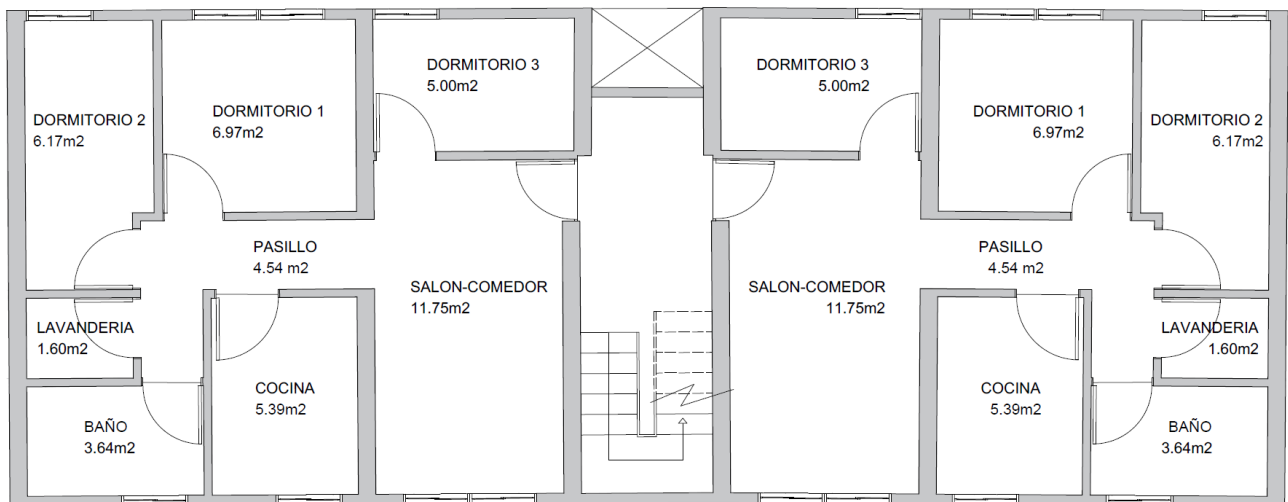 DORMITORIO 3
5.00m2
DORMITORIO 3
5.00m2
DORMITORIO 1
6.97m2
DORMITORIO 1
6.97m2
DORMITORIO 2
6.17m2
DORMITORIO 2
6.17m2
PASILLO
4.54 m2
PASILLO
4.54 m2
SALON-COMEDOR
11.75m2
SALON-COMEDOR
11.75m2
LAVANDERIA
1.60m2
LAVANDERIA
1.60m2
COCINA
5.39m2
COCINA
5.39m2
BAÑO
3.64m2
BAÑO
3.64m2